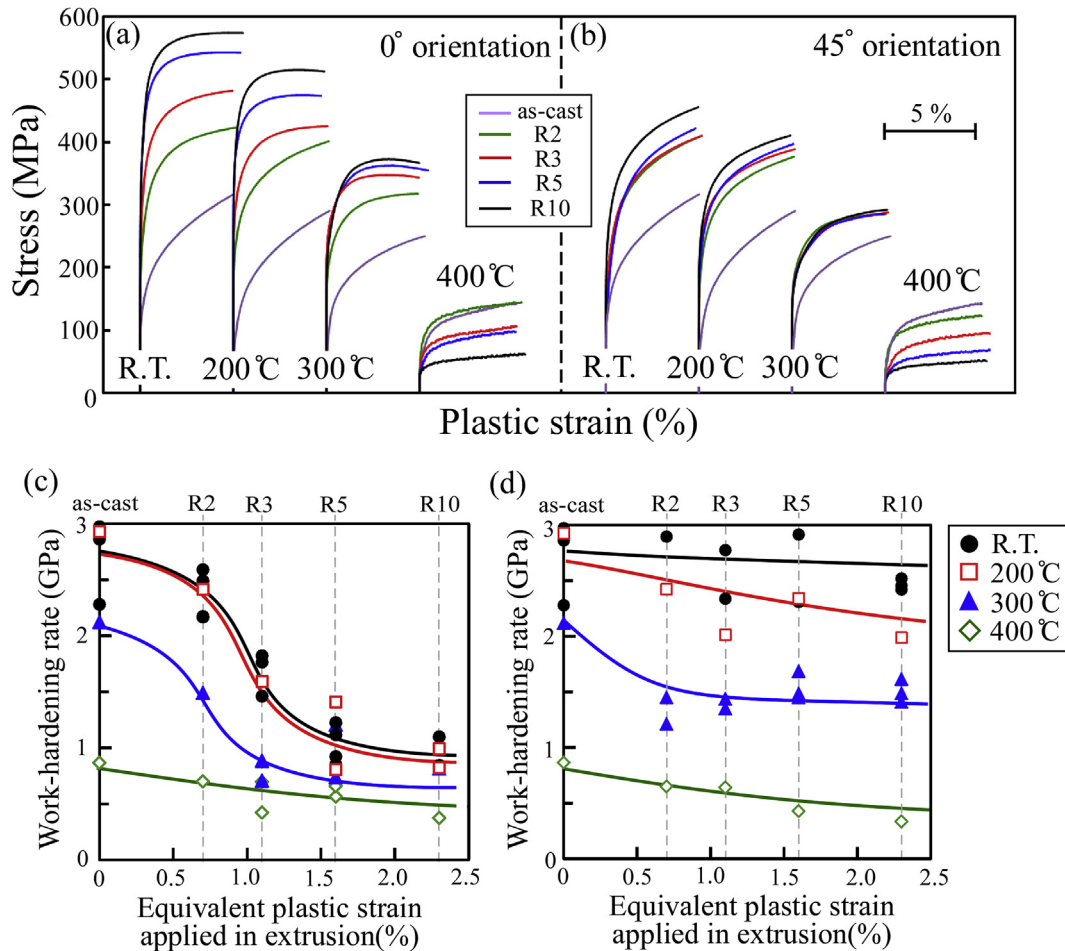 600
500
400
300
200
100
0
Stress (MPa)
(a)
0° orientation
(b)
45° orientation
as-cast
R2
R3
R5
R10
5 %
400℃
400℃
R.T.
200℃
300℃
R.T.
200℃
300℃
Plastic strain (%)
(c)
as-cast
R2
R3
R5
R10
3
2
1
0
Work-hardening rate (GPa)
0
0.5
1.0
1.5
2.0
2.5
Equivalent plastic strain
applied in extrusion(%)
(d)
as-cast
R2
R3
R5
R10
3
2
1
0
Work-hardening rate (GPa)
0
0.5
1.0
1.5
2.0
2.5
Equivalent plastic strain
applied in extrusion(%)
R.T.
200℃
300℃
400℃